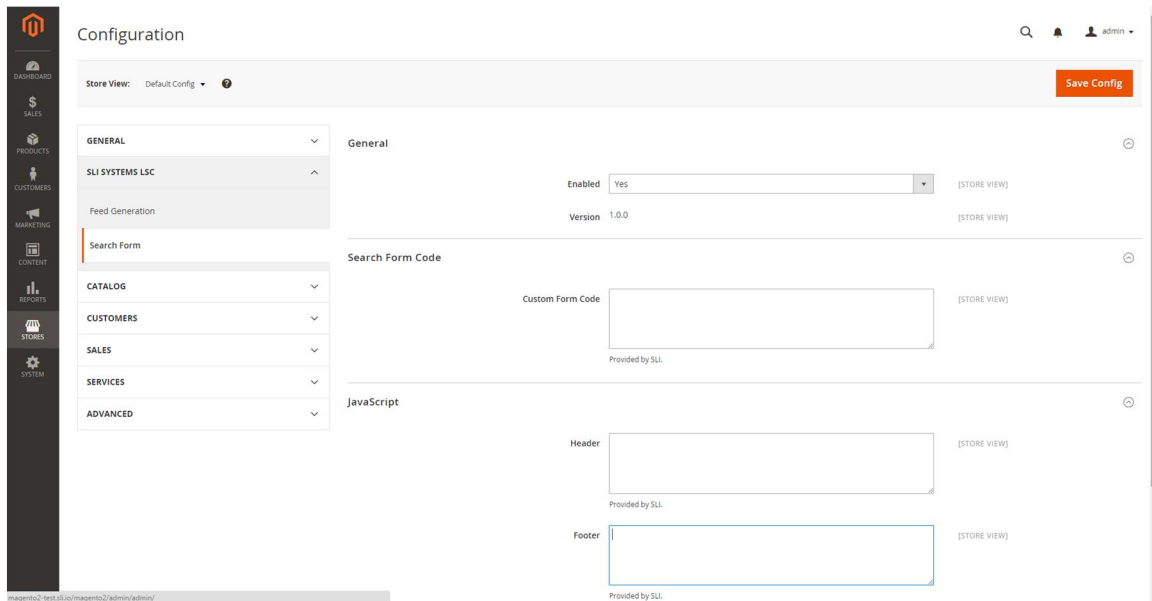 Configuration
admin
DASHBOARD
SALES
PRODUCTS
CUSTOMERS
MARKETING
CONTENT
REPORTS
STORES
SYSTEM
Store View: Default Config ?
Save Config
GENERAL
SLI SYSTEMS LSC
Feed Generation
Search Form
CATALOG
CUSTOMERS
SALES
SERVICES
ADVANCED
General
Enabled Yes [STORE VIEW]
Version 1.0.0 [STORE VIEW]
Search Form Code
Custom Form Code [STORE VIEW]
Provided by SLI.
JavaScript
Header [STORE VIEW]
Provided by SLI.
Footer [STORE VIEW]
Provided by SLI.
magento2-test.sli.io/magento2/admin/admin/